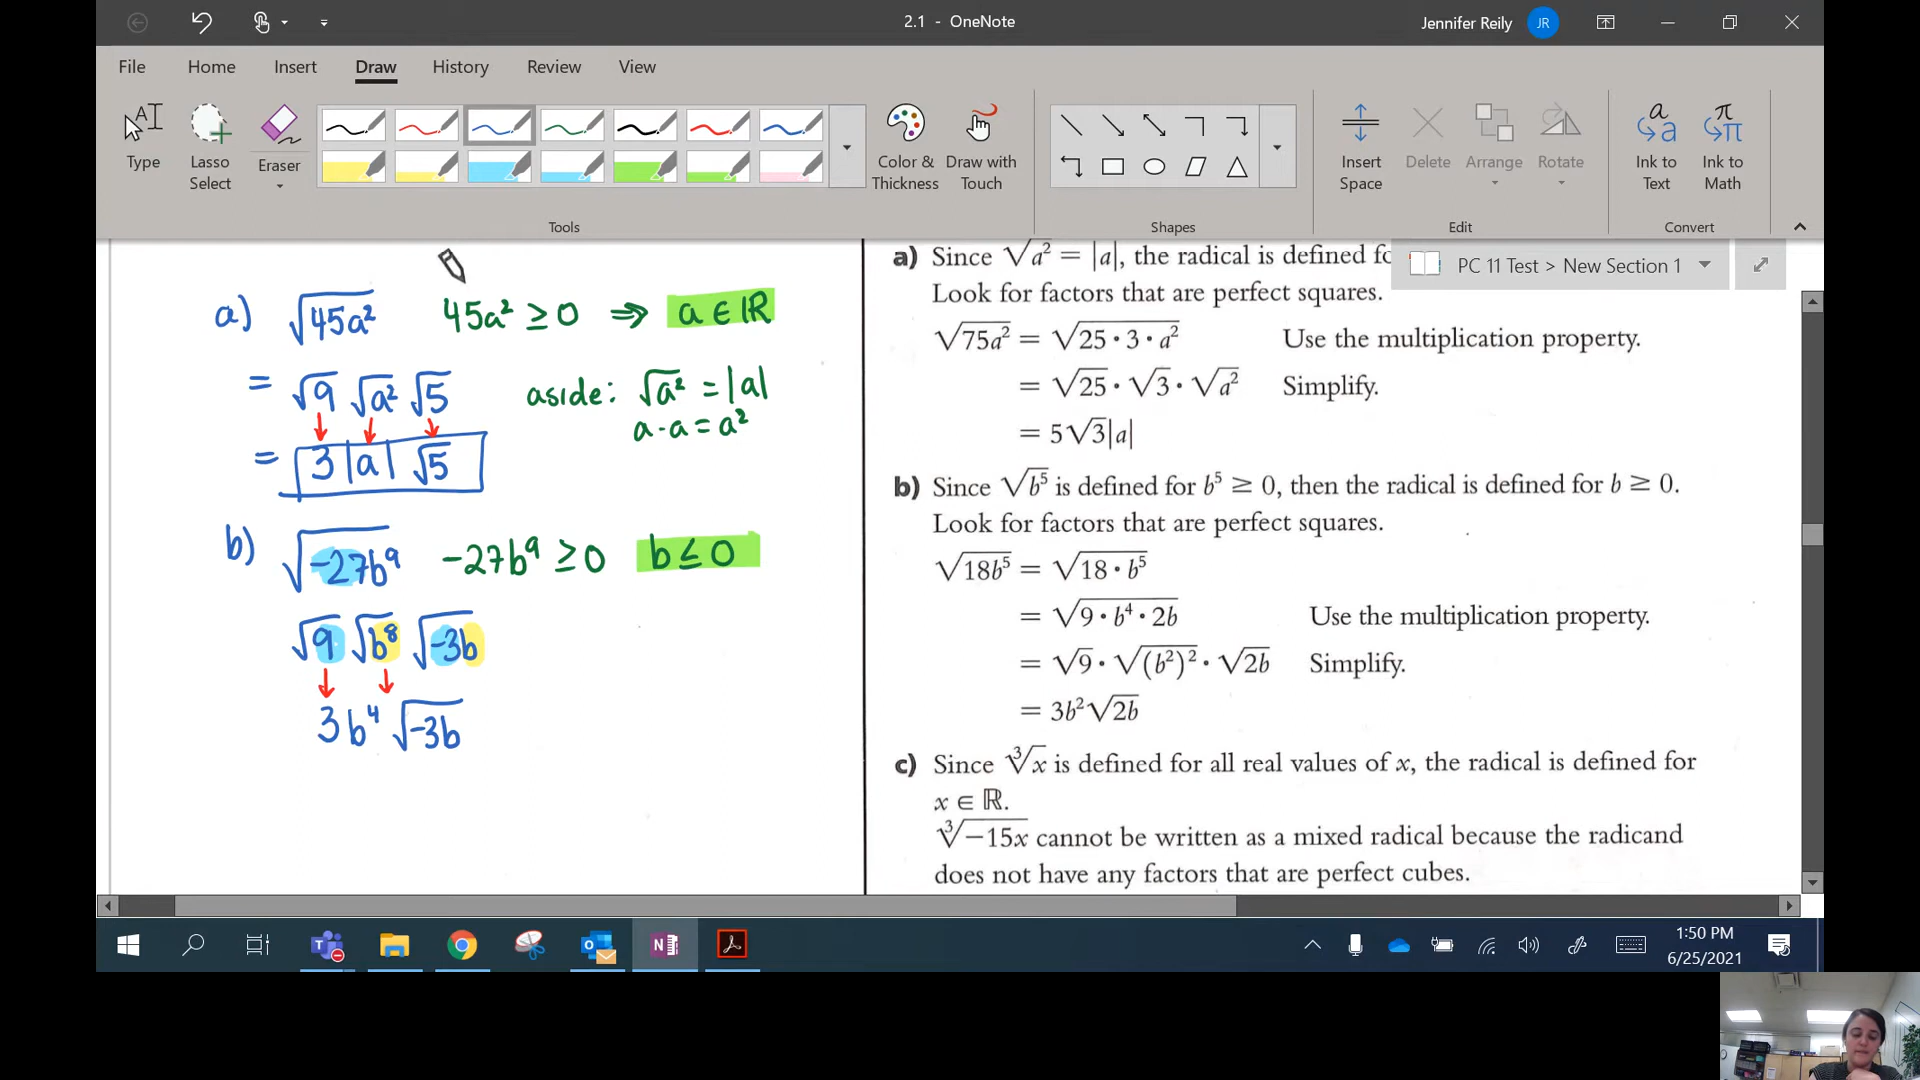 2.1 - OneNote
Jennifer Reily JR
File Home Insert Draw History Review View
Type
Lasso Select
Eraser
Color & Thickness
Draw with Touch
Insert Space
Delete
Arrange
Rotate
Ink to Text
Ink to Math
Tools Shapes Edit Convert
PC 11 Test > New Section 1
a) √45a² 45a² ≥ 0 ⇒ a ∈ ℝ
= √9 √a² √5 aside: √a² = |a|
a·a = a²
= 3 |a| √5
b) √-27b⁹ -27b⁹ ≥ 0 b ≤ 0
√9 √b⁸ √-3b
3b⁴ √-3b
a) Since √a² = |a|, the radical is defined fo
Look for factors that are perfect squares.
√75a² = √25 · 3 · a² Use the multiplication property.
= √25 · √3 · √a² Simplify.
= 5√3|a|
b) Since √b⁵ is defined for b⁵ ≥ 0, then the radical is defined for b ≥ 0.
Look for factors that are perfect squares.
√18b⁵ = √18 · b⁵
= √9 · b⁴ · 2b Use the multiplication property.
= √9 · √(b²)² · √2b Simplify.
= 3b²√2b
c) Since ³√x is defined for all real values of x, the radical is defined for
x ∈ ℝ.
³√−15x cannot be written as a mixed radical because the radicand
does not have any factors that are perfect cubes.
1:50 PM
6/25/2021